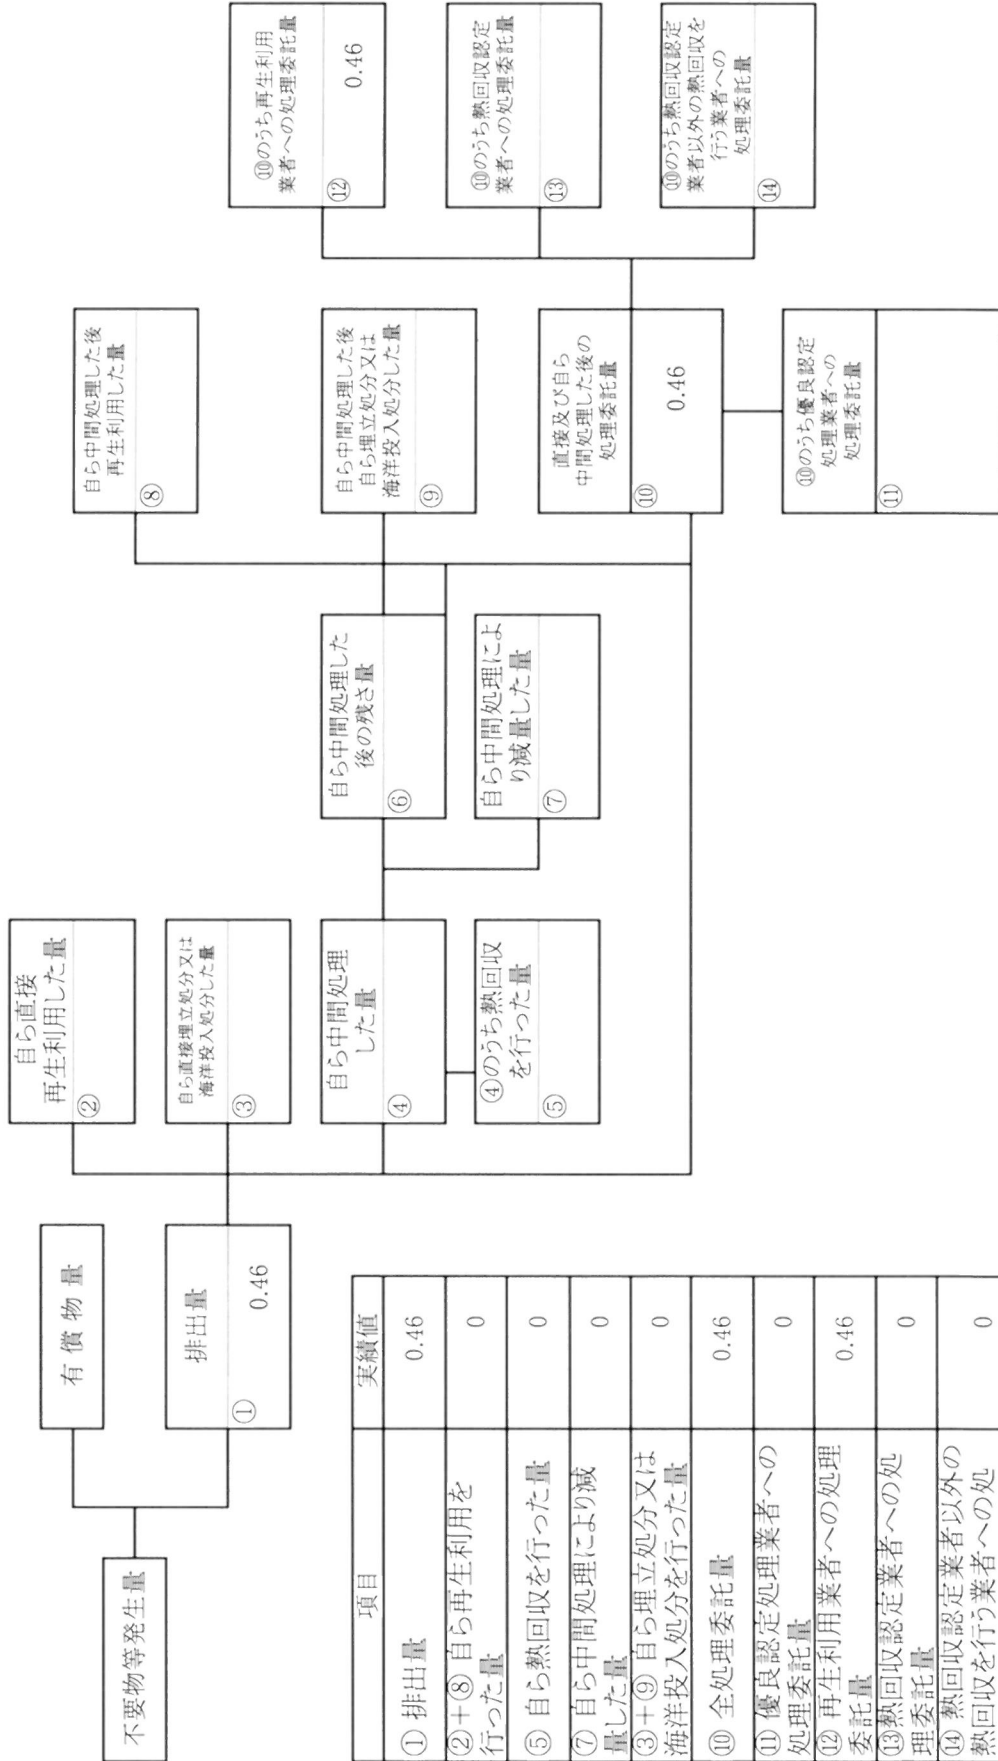 不要物等発生量
有償物量
排出量
①
0.46
自ら直接
再生利用した量
②
自ら直接埋立処分又は
海洋投入処分した量
③
自ら中間処理
した量
④
④のうち熱回収
を行った量
⑤
自ら中間処理した
後の残さ量
⑥
自ら中間処理によ
り減量した量
⑦
自ら中間処理した後
再生利用した量
⑧
自ら中間処理した後
自ら埋立処分又は
海洋投入処分した量
⑨
直接及び自ら
中間処理した後の
処理委託量
⑩
0.46
⑩のうち優良認定
処理業者への
処理委託量
⑪
⑩のうち再生利用
業者への処理委託量
⑫
0.46
⑩のうち熱回収認定
業者への処理委託量
⑬
⑩のうち熱回収認定
業者以外の熱回収を
行う業者への
処理委託量
⑭
項目 実績値
① 排出量 0.46
②+⑧ 自ら再生利用を
行った量 0
⑤ 自ら熱回収を行った量 0
⑦ 自ら中間処理により減
量した量 0
③+⑨ 自ら埋立処分又は
海洋投入処分を行った量 0
⑩ 全処理委託量 0.46
⑪ 優良認定処理業者への
処理委託量 0
⑫ 再生利用業者への処理
委託量 0.46
⑬熱回収認定業者への処
理委託量 0
⑭ 熱回収認定業者以外の
熱回収を行う業者への処 0